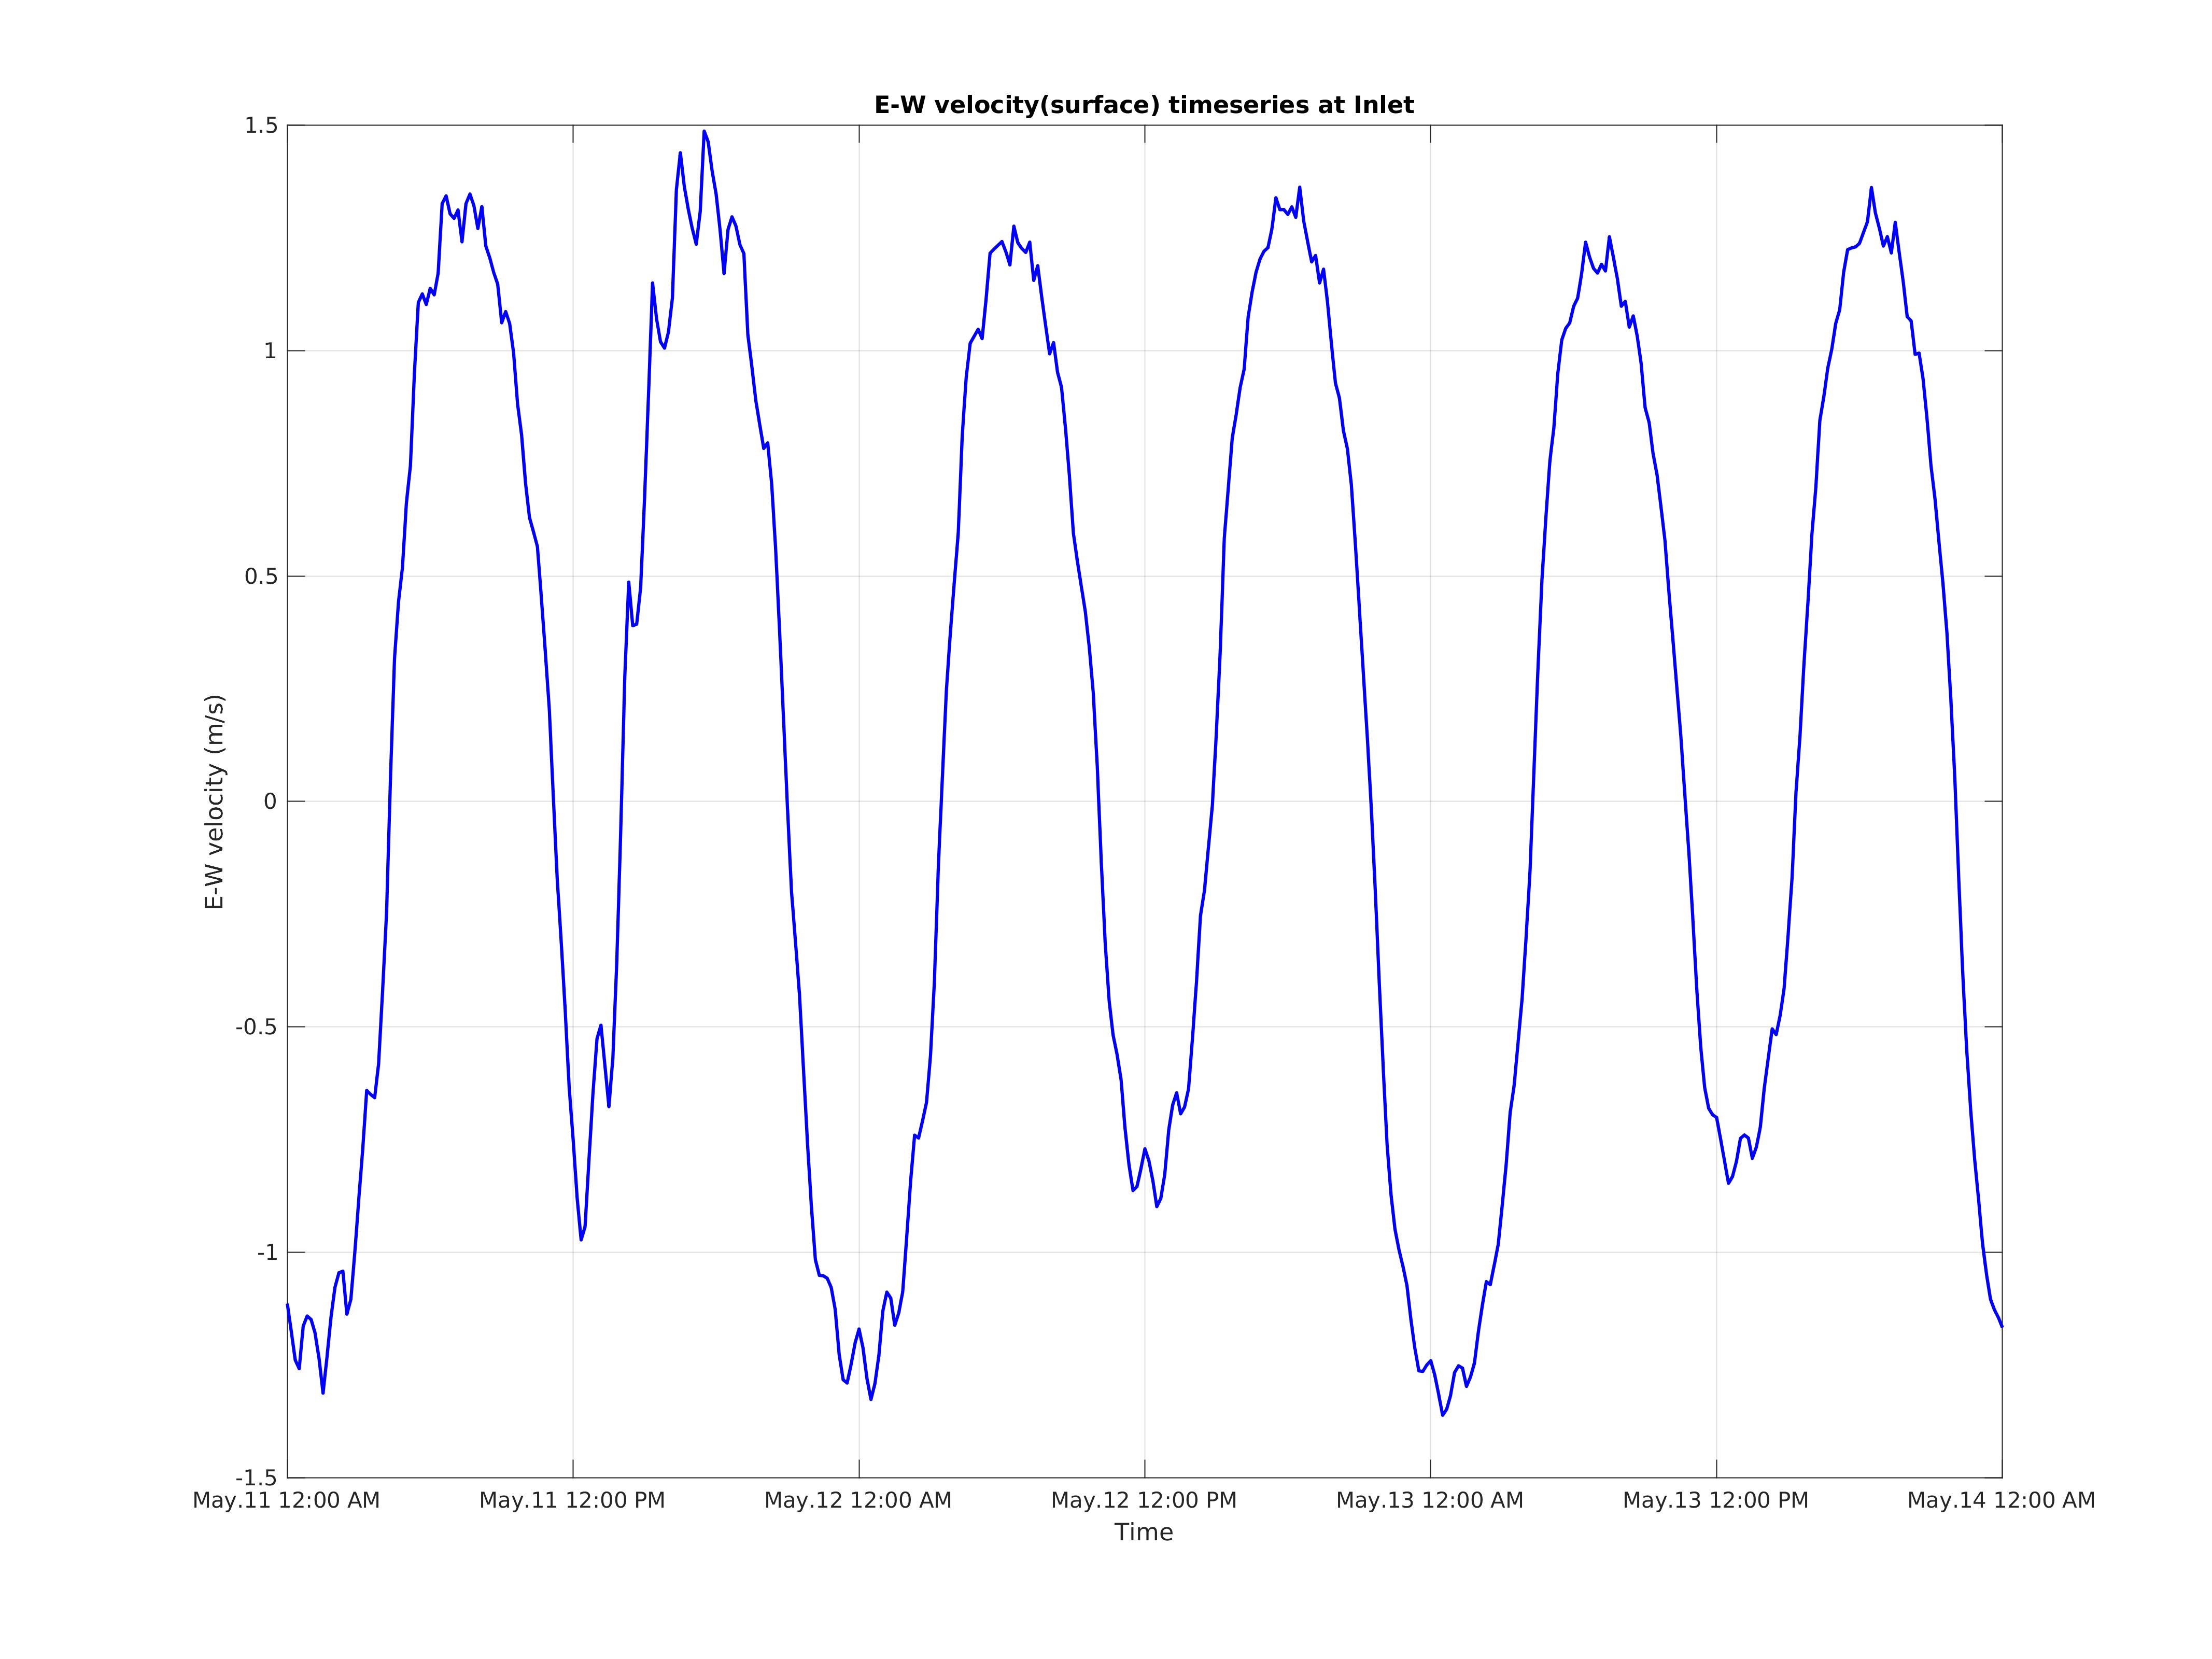 E-W velocity(surface) timeseries at Inlet
E-W velocity (m/s)
1.5
1
0.5
0
-0.5
-1
-1.5
May.11 12:00 AM
May.11 12:00 PM
May.12 12:00 AM
May.12 12:00 PM
May.13 12:00 AM
May.13 12:00 PM
May.14 12:00 AM
Time